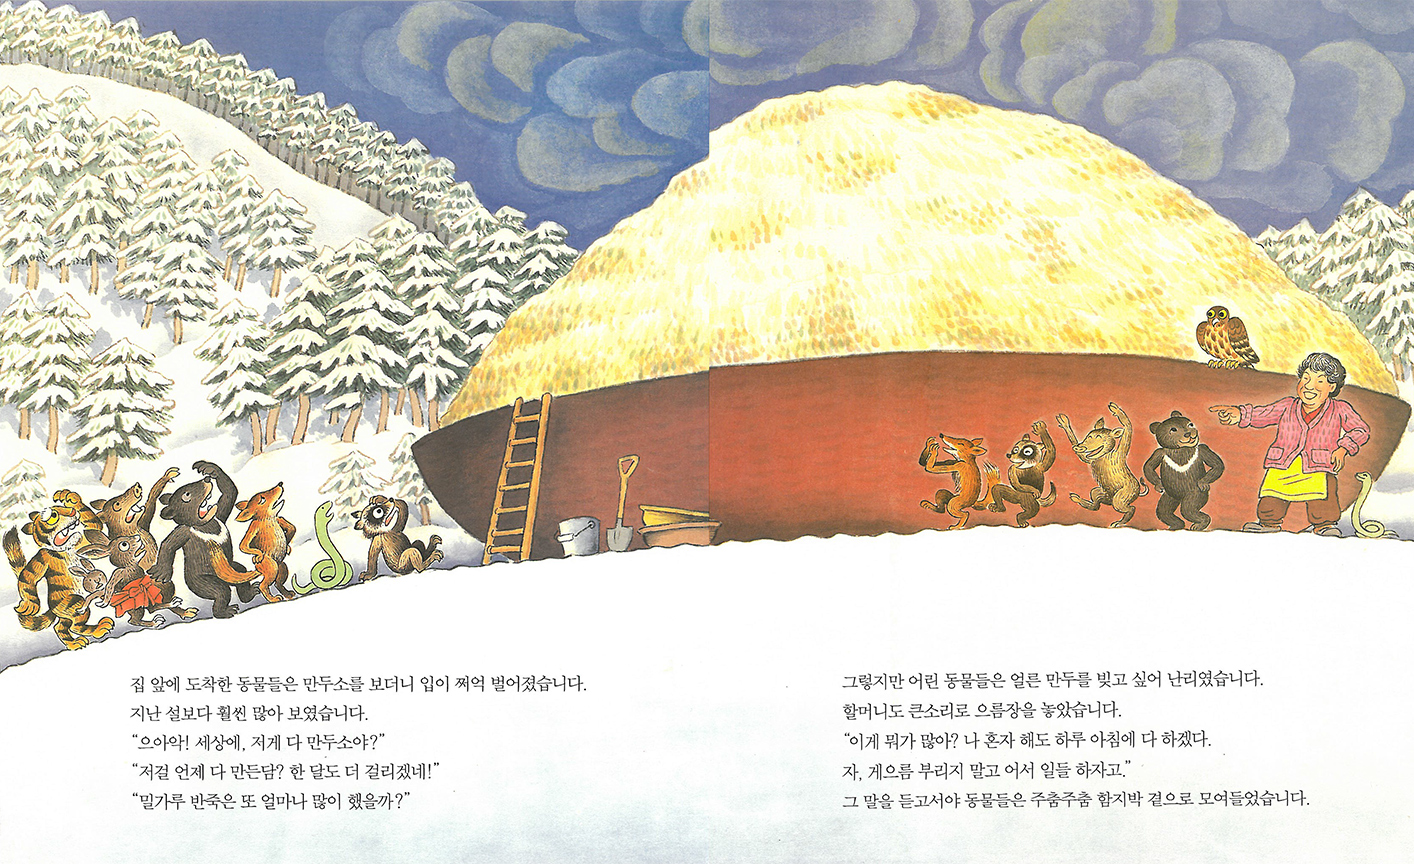 집 앞에 도착한 동물들은 만두소를 보더니 입이 쩌억 벌어졌습니다.
지난 설보다 훨씬 많아 보였습니다.
“으아악! 세상에, 저게 다 만두소야?”
“저걸 언제 다 만든담? 한 달도 더 걸리겠네!”
“밀가루 반죽은 또 얼마나 많이 했을까?”
그렇지만 어린 동물들은 얼른 만두를 빚고 싶어 난리였습니다.
할머니도 큰소리로 으름장을 놓았습니다.
“이게 뭐가 많아? 나 혼자 해도 하루 아침에 다 하겠다.
자, 게으름 부리지 말고 어서 일들 하자고.”
그 말을 듣고서야 동물들은 주춤주춤 함지박 곁으로 모여들었습니다.